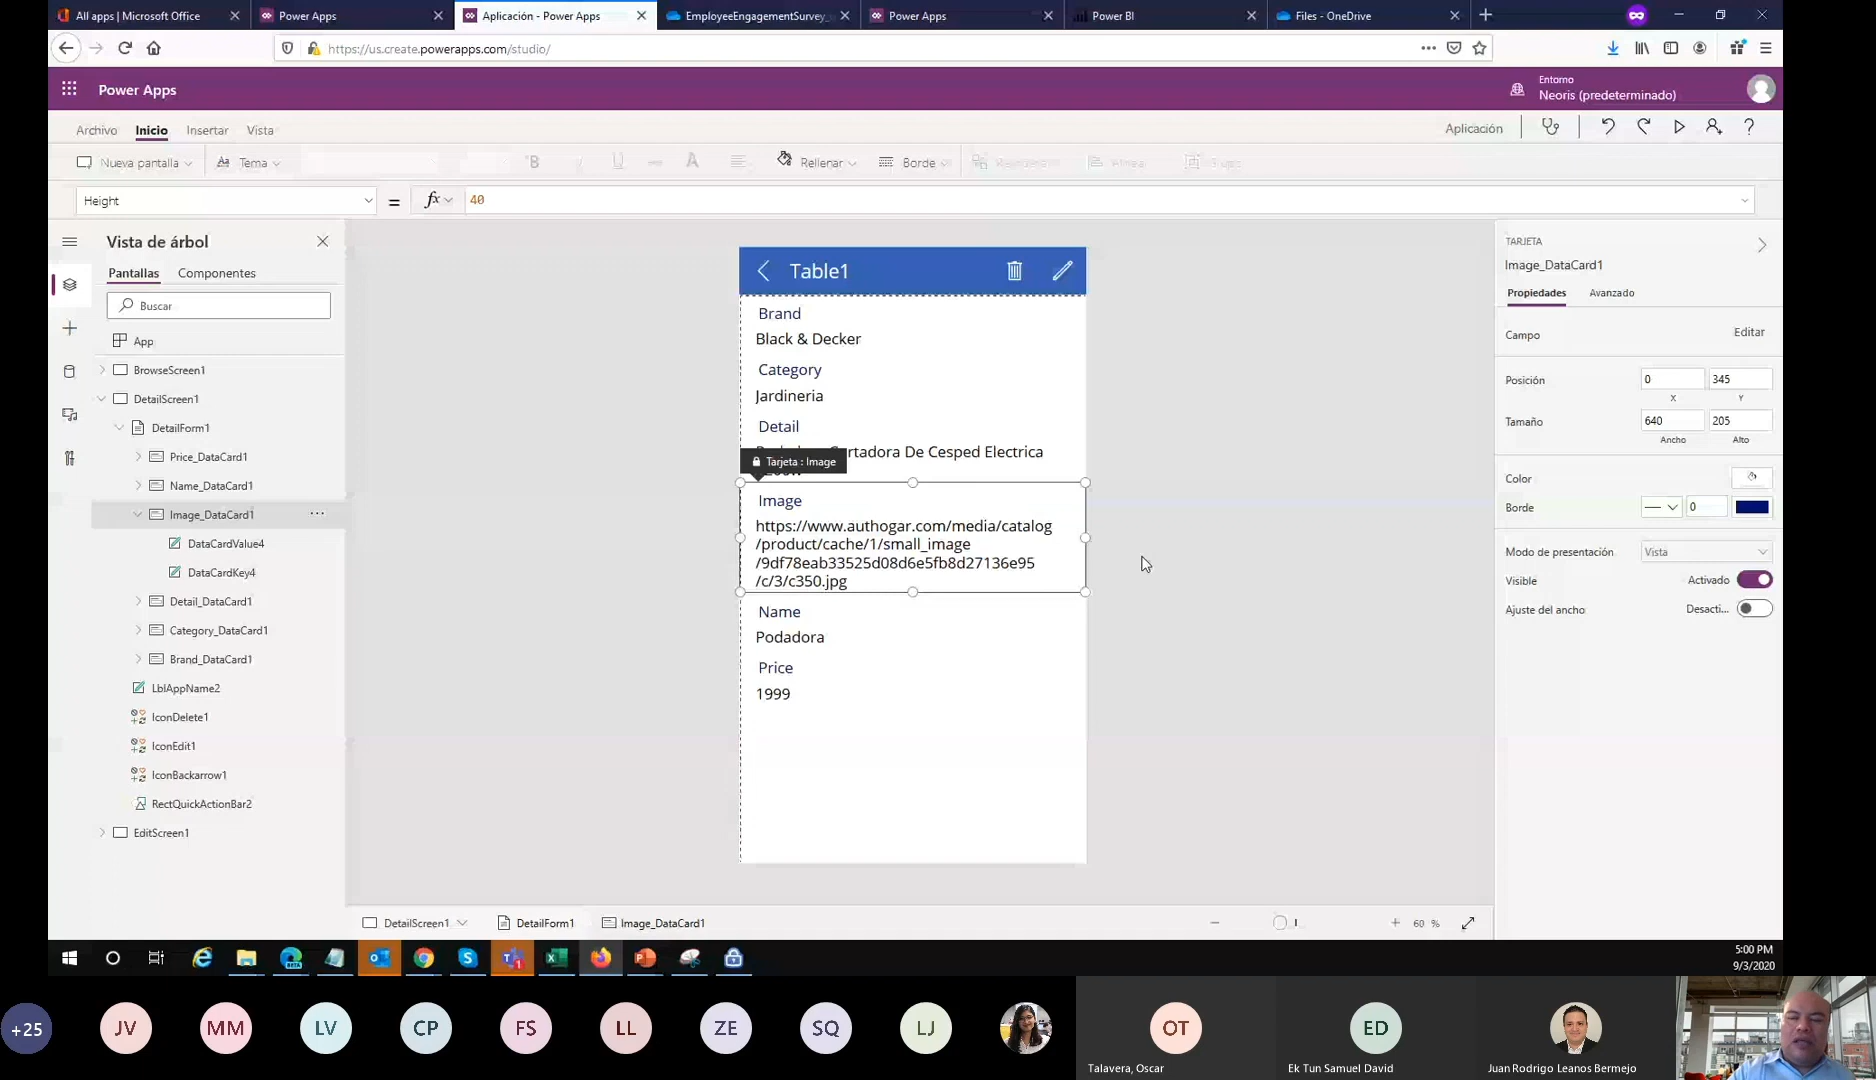 All apps | Microsoft Office
Power Apps
Aplicación - Power Apps
EmployeeEngagementSurvey
Power Apps
Power BI
Files - OneDrive
https://us.create.powerapps.com/studio/
Power Apps
Entorno
Neoris (predeterminado)
Archivo
Inicio
Insertar
Vista
Aplicación
Nueva pantalla
Tema
B
U
A
Rellenar
Borde
Alinear
Height
=
fx
40
Vista de árbol
Pantallas
Componentes
Buscar
App
BrowseScreen1
DetailScreen1
DetailForm1
Price_DataCard1
Name_DataCard1
Image_DataCard1
DataCardValue4
DataCardKey4
Detail_DataCard1
Category_DataCard1
Brand_DataCard1
LblAppName2
IconDelete1
IconEdit1
IconBackarrow1
RectQuickActionBar2
EditScreen1
Table1
Brand
Black & Decker
Category
Jardineria
Detail
Cortadora De Cesped Electrica
Tarjeta : Image
Image
https://www.authogar.com/media/catalog
/product/cache/1/small_image
/9df78eab33525d08d6e5fb8d27136e95
/c/3/c350.jpg
Name
Podadora
Price
1999
TARJETA
Image_DataCard1
Propiedades
Avanzado
Campo
Editar
Posición
0
345
X
Y
Tamaño
640
205
Ancho
Alto
Color
Borde
0
Modo de presentación
Vista
Visible
Activado
Ajuste del ancho
Desacti...
DetailScreen1
DetailForm1
Image_DataCard1
60 %
5:00 PM
9/3/2020
+25
JV
MM
LV
CP
FS
LL
ZE
SQ
LJ
OT
Talavera, Oscar
ED
Ek Tun Samuel David
Juan Rodrigo Leanos Bermejo